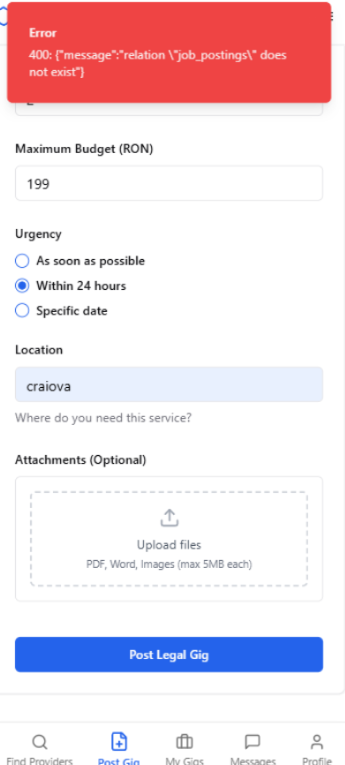 Error
400: {"message":"relation \"job_postings\" does
not exist"}
Maximum Budget (RON)
199
Urgency
As soon as possible
Within 24 hours
Specific date
Location
craiova
Where do you need this service?
Attachments (Optional)
Upload files
PDF, Word, Images (max 5MB each)
Post Legal Gig
Find Providers
Post Gig
My Gigs
Messages
Profile